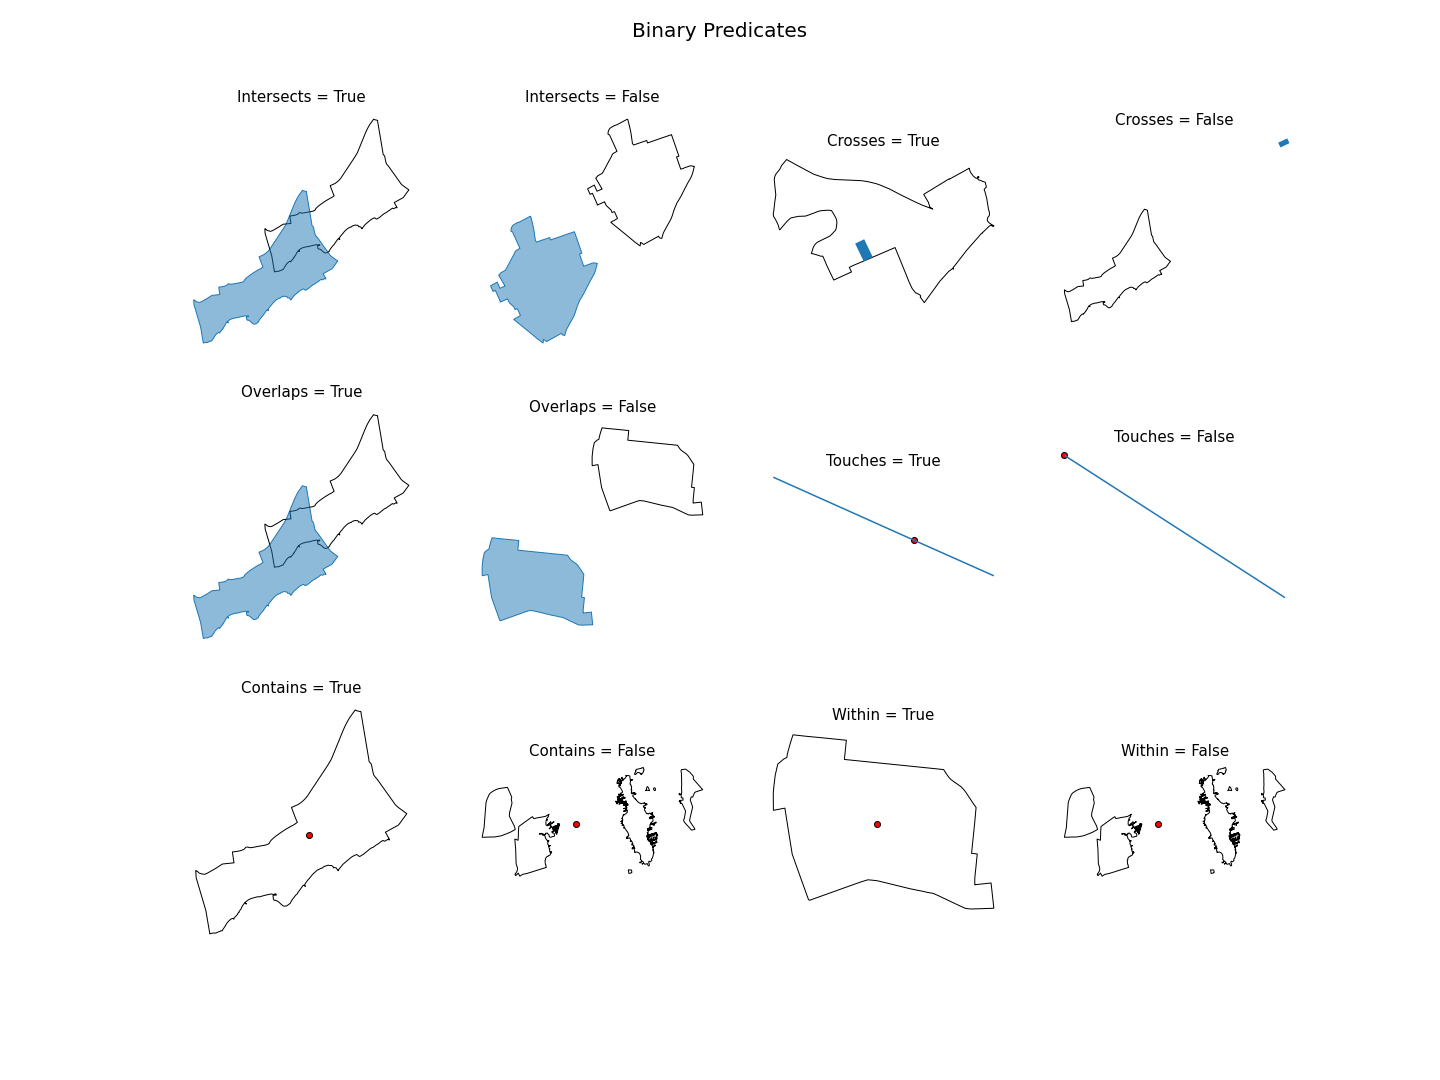 Binary Predicates
Intersects = True
Intersects = False
Crosses = True
Crosses = False
Overlaps = True
Overlaps = False
Touches = True
Touches = False
Contains = True
Contains = False
Within = True
Within = False